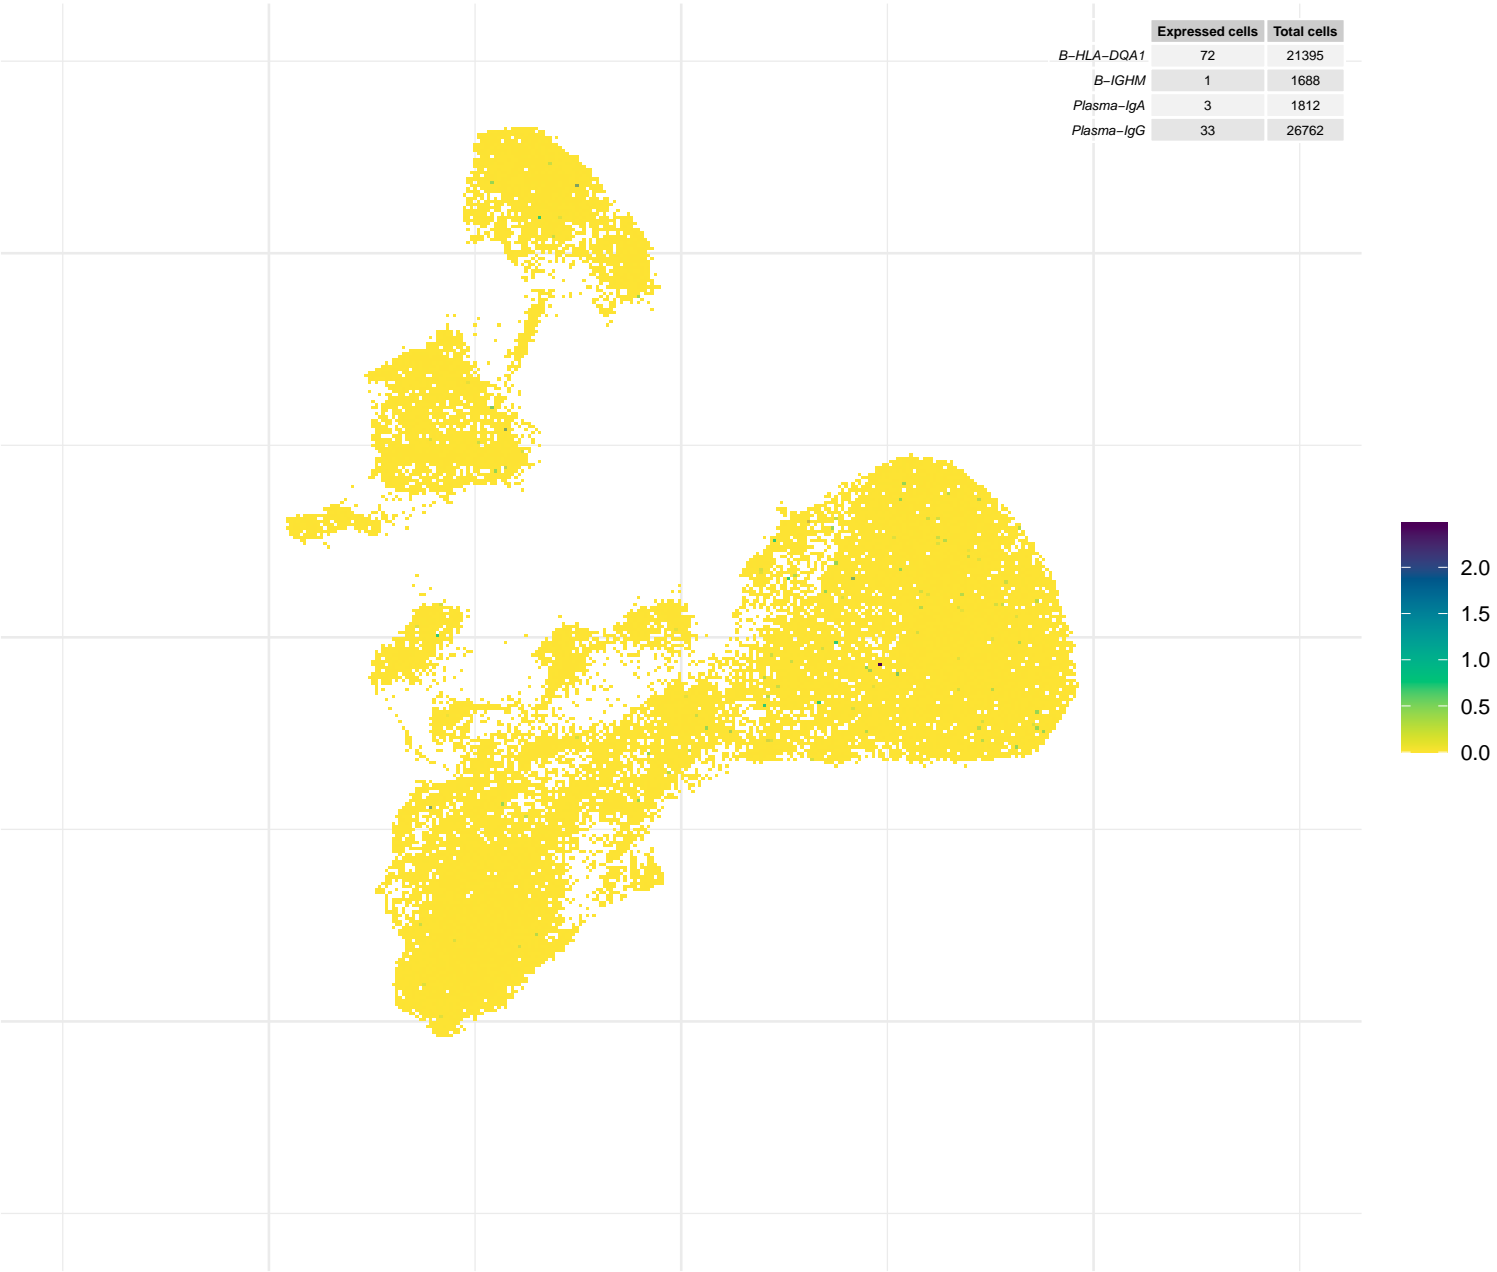 Expressed cells Total cells
B−HLA−DQA1 72 21395
B−IGHM 1 1688
Plasma−IgA 3 1812
Plasma−IgG 33 26762
2.0
1.5
1.0
0.5
0.0